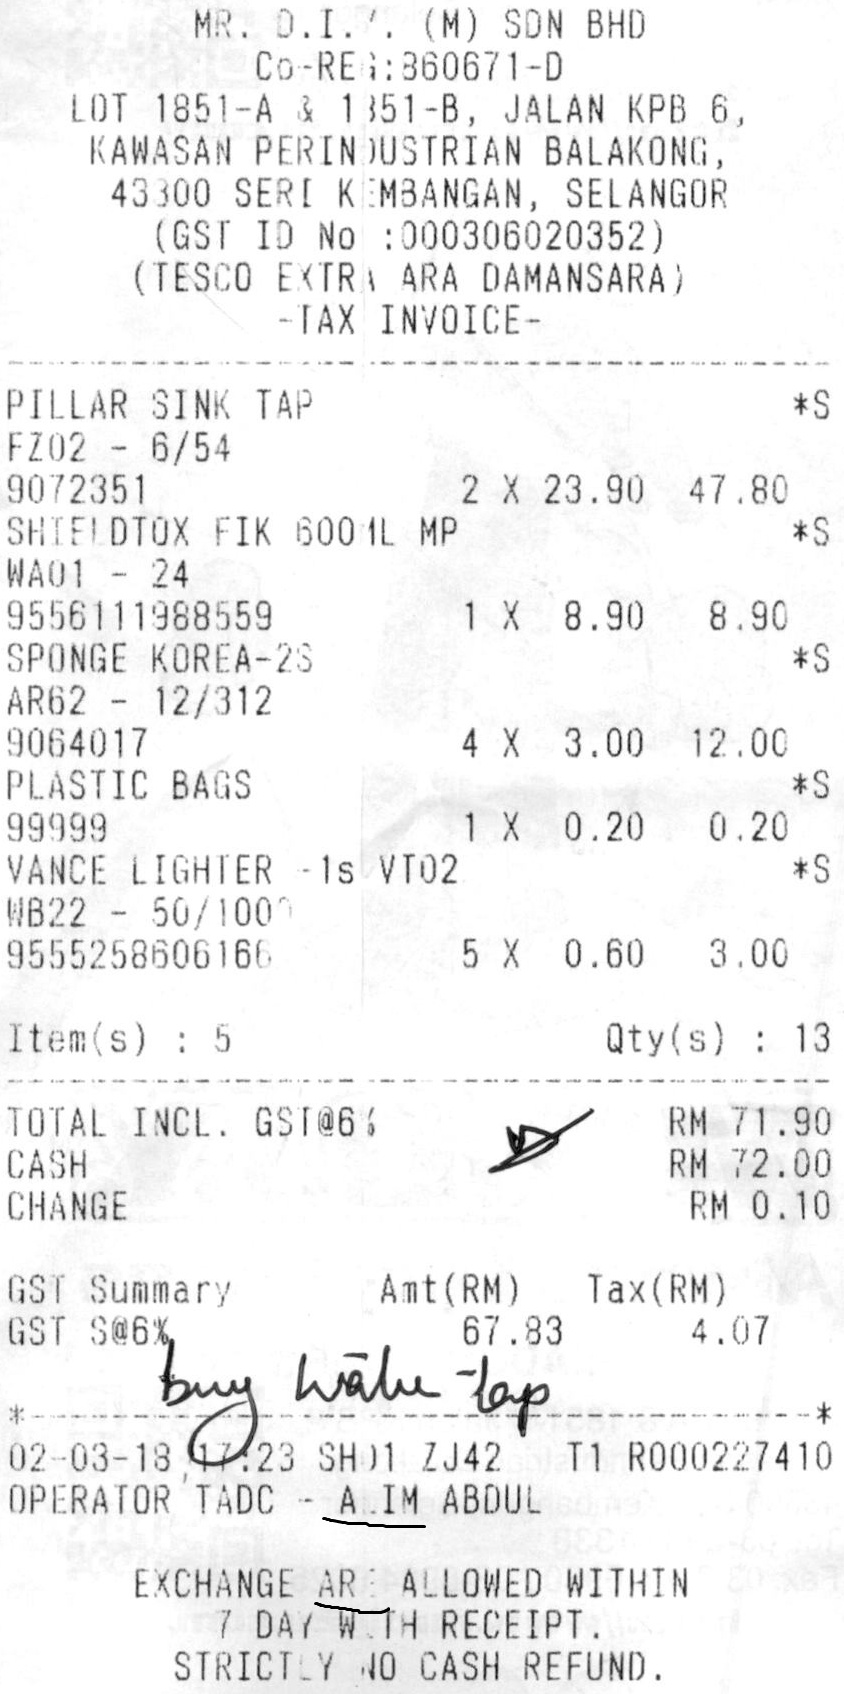 MR. D.I.Y. (M) SDN BHD
Co-REG:860671-D
LOT 1851-A & 1851-B, JALAN KPB 6,
KAWASAN PERINDUSTRIAN BALAKONG,
43300 SERI KEMBANGAN, SELANGOR
(GST ID No :000306020352)
(TESCO EXTRA ARA DAMANSARA)
-TAX INVOICE-
PILLAR SINK TAP *S
FZ02 - 6/54
9072351 2 X 23.90 47.80
SHIELDTOX FIK 600ML MP *S
WA01 - 24
9556111988559 1 X 8.90 8.90
SPONGE KOREA-2S *S
AR62 - 12/312
9064017 4 X 3.00 12.00
PLASTIC BAGS *S
99999 1 X 0.20 0.20
VANCE LIGHTER -1s VT02 *S
WB22 - 50/1000
9555258606166 5 X 0.60 3.00
Item(s) : 5 Qty(s) : 13
TOTAL INCL. GST@6% RM 71.90
CASH RM 72.00
CHANGE RM 0.10
GST Summary Amt(RM) Tax(RM)
GST S@6% 67.83 4.07
buy water tap
*------------------------------------*
02-03-18 17:23 SH01 ZJ42 T1 R000227410
OPERATOR TADC - ALIM ABDUL
EXCHANGE ARE ALLOWED WITHIN
7 DAY WITH RECEIPT.
STRICTLY NO CASH REFUND.